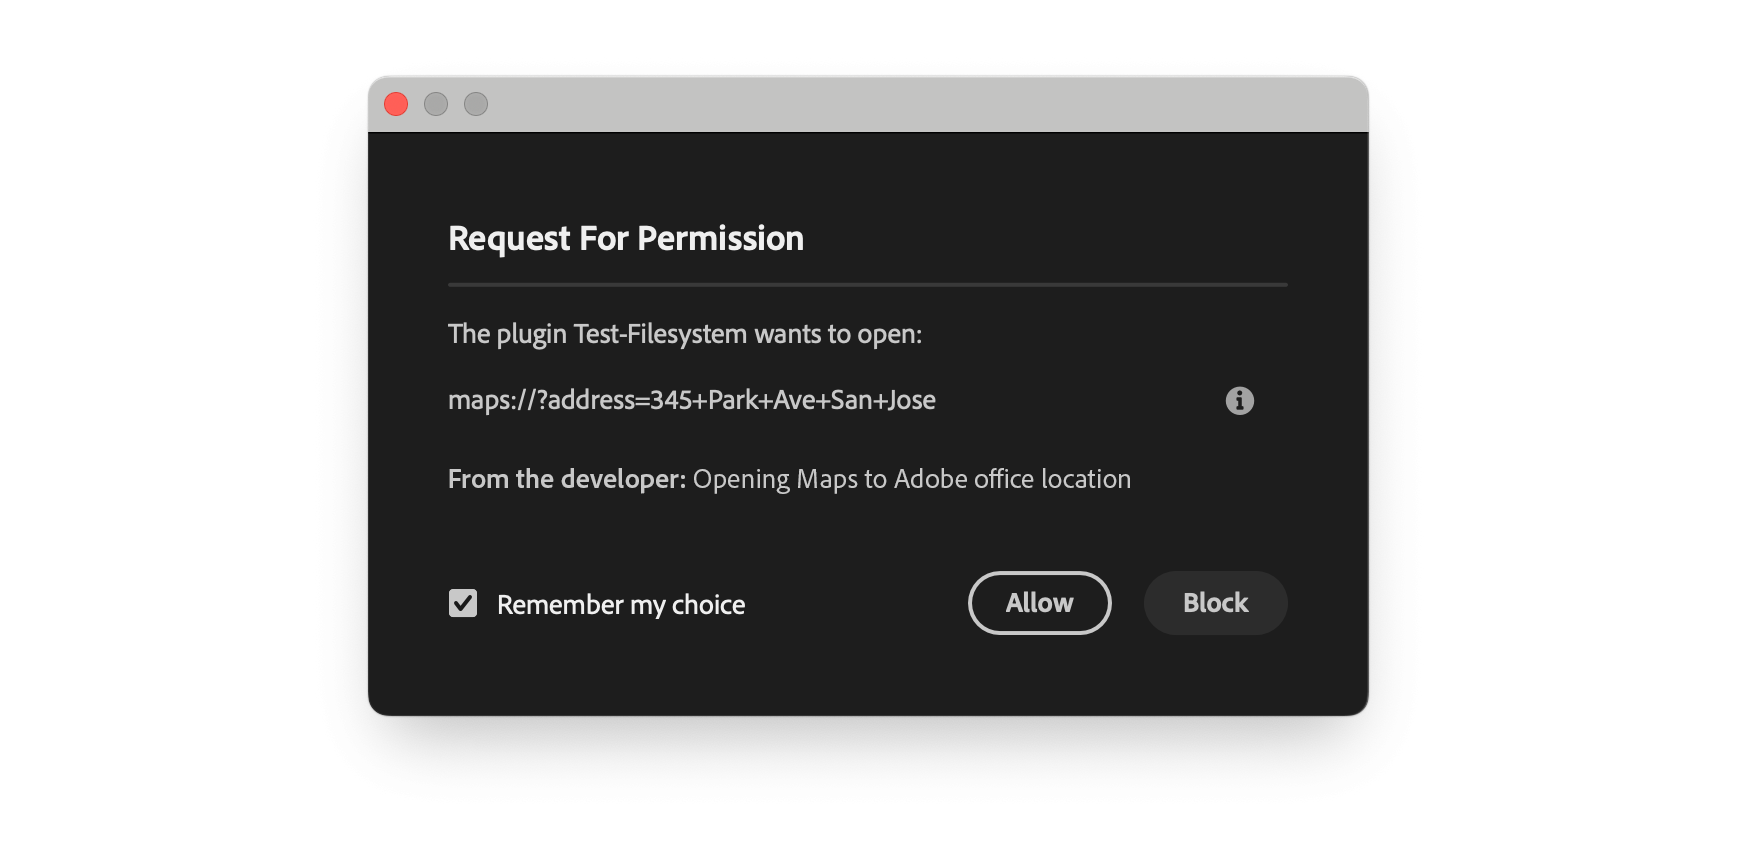 Request For Permission
The plugin Test-Filesystem wants to open:
maps://?address=345+Park+Ave+San+Jose
From the developer: Opening Maps to Adobe office location
Remember my choice
Allow
Block